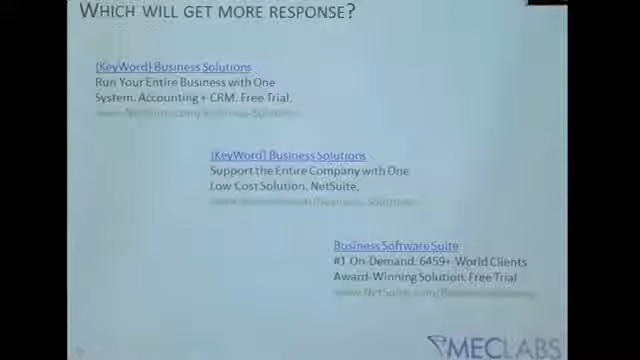 WHICH WILL GET MORE RESPONSE?
{KeyWord} Business Solutions
Run Your Entire Business with One
System. Accounting + CRM. Free Trial.
{KeyWord} Business Solutions
Support the Entire Company with One
Low Cost Solution. NetSuite.
Business Software Suite
#1 On-Demand. 6459+ World Clients
Award-Winning Solution. Free Trial
MECLABS